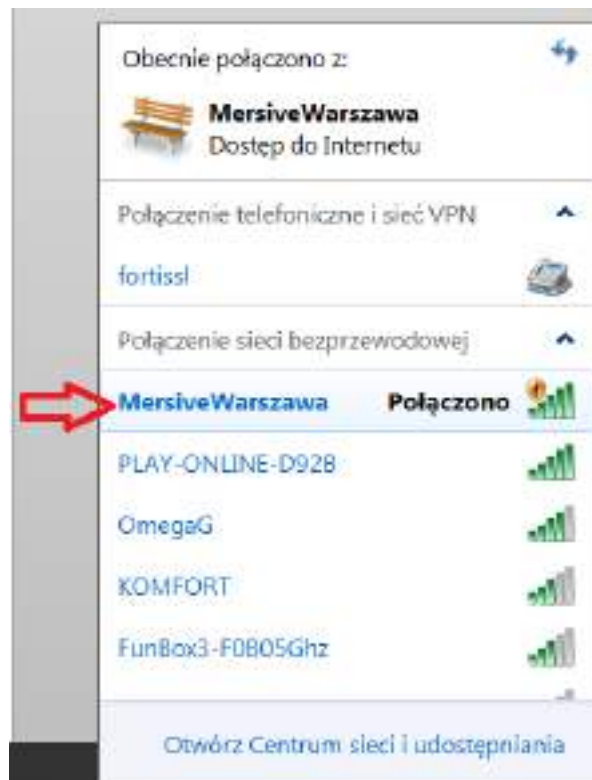 Obecnie połączono z:
MersiveWarszawa
Dostęp do Internetu
Połączenie telefoniczne i sieć VPN
fortissl
Połączenie sieci bezprzewodowej
MersiveWarszawa Połączono
PLAY-ONLINE-D92B
OmegaG
KOMFORT
FunBox3-F0B05Ghz
Otwórz Centrum sieci i udostępniania